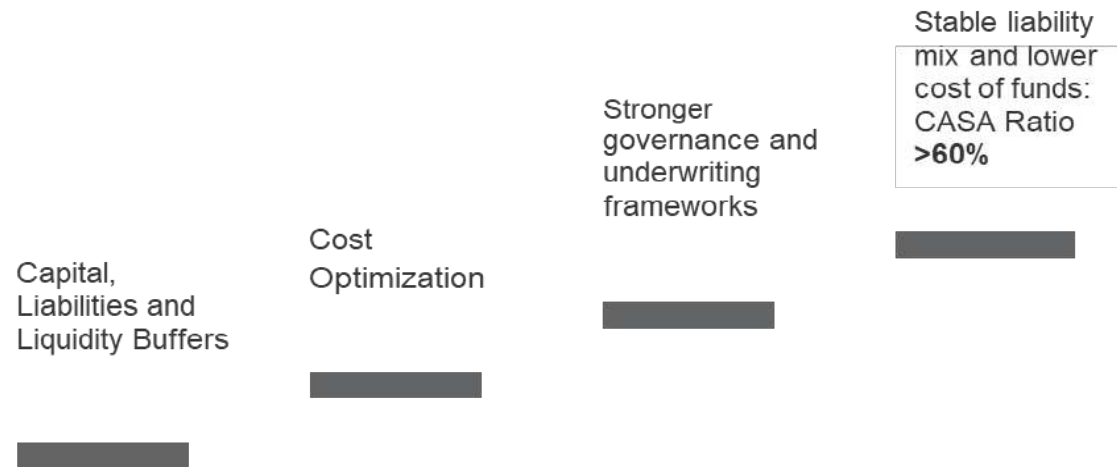 Capital,
Liabilities and
Liquidity Buffers
Cost
Optimization
Stronger
governance and
underwriting
frameworks
Stable liability
mix and lower
cost of funds:
CASA Ratio
>60%